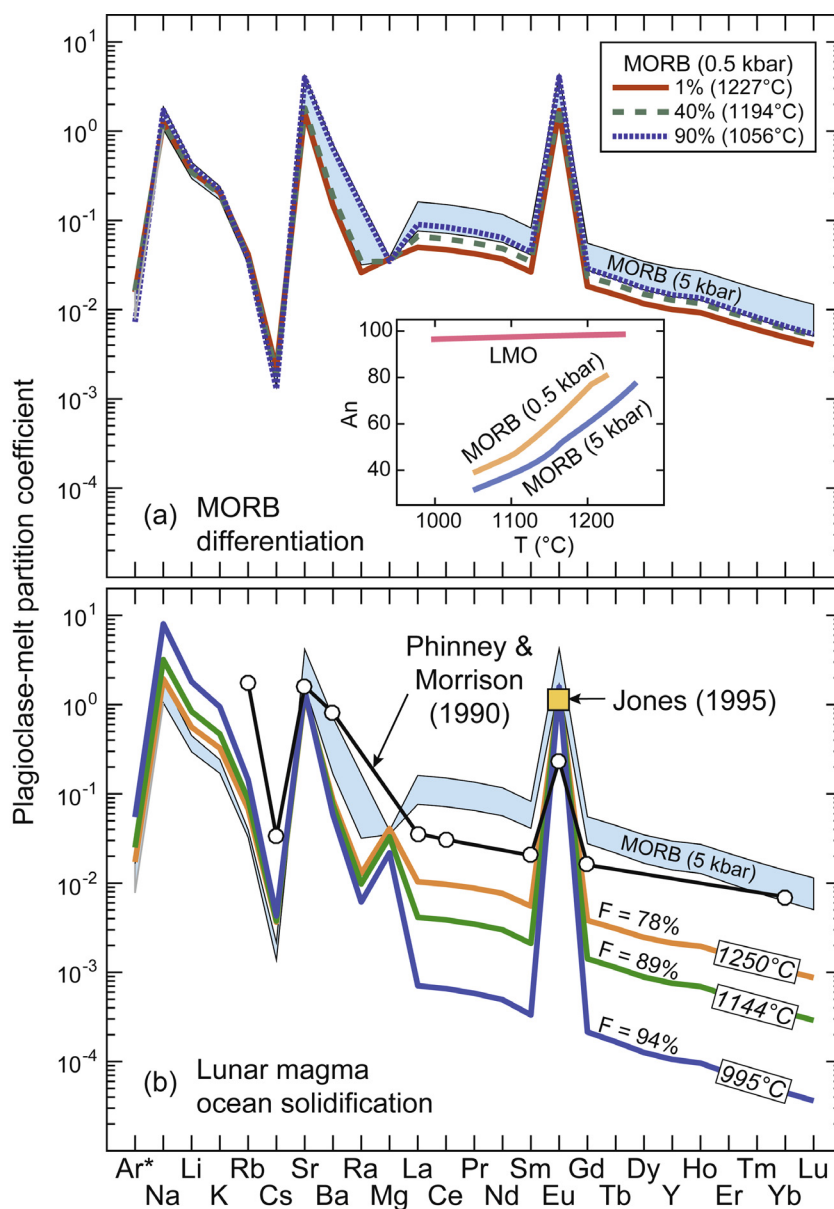 Plagioclase-melt partition coefficient
10¹
10⁰
10⁻¹
10⁻²
10⁻³
10⁻⁴
MORB (0.5 kbar)
1% (1227°C)
40% (1194°C)
90% (1056°C)
MORB (5 kbar)
An
100
80
60
40
LMO
MORB (0.5 kbar)
MORB (5 kbar)
1000 1100 1200
T (°C)
(a) MORB
differentiation
10¹
10⁰
10⁻¹
10⁻²
10⁻³
10⁻⁴
Phinney &
Morrison
(1990)
Jones (1995)
MORB (5 kbar)
F = 78%
1250°C
F = 89%
1144°C
F = 94%
995°C
(b) Lunar magma
ocean solidification
Ar* Li Rb Sr Ra La Pr Sm Gd Dy Ho Tm Lu
Na K Cs Ba Mg Ce Nd Eu Tb Y Er Yb